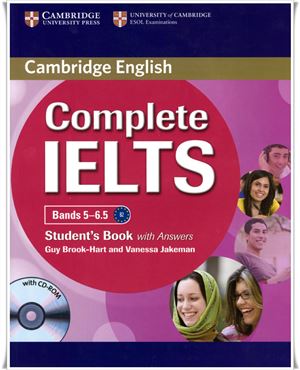 CAMBRIDGE
UNIVERSITY PRESS
UNIVERSITY of CAMBRIDGE
ESOL Examinations
Cambridge English
Complete
IELTS
Bands 5–6.5
B2
Student's Book with Answers
Guy Brook-Hart and Vanessa Jakeman
with CD-ROM